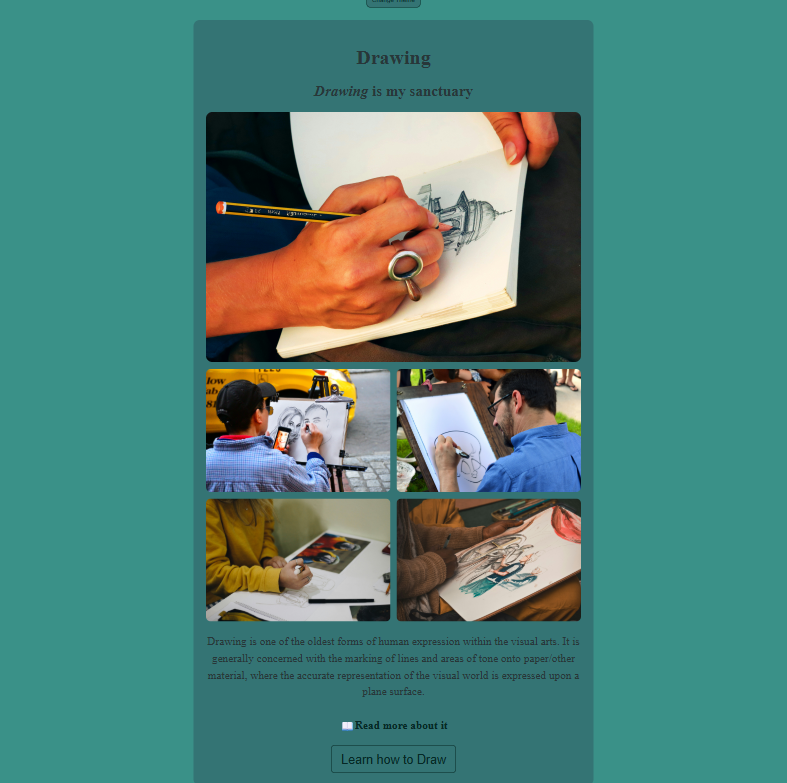 Change Theme
Drawing
Drawing is my sanctuary
low
ab
Drawing is one of the oldest forms of human expression within the visual arts. It is
generally concerned with the marking of lines and areas of tone onto paper/other
material, where the accurate representation of the visual world is expressed upon a
plane surface.
📖Read more about it
Learn how to Draw